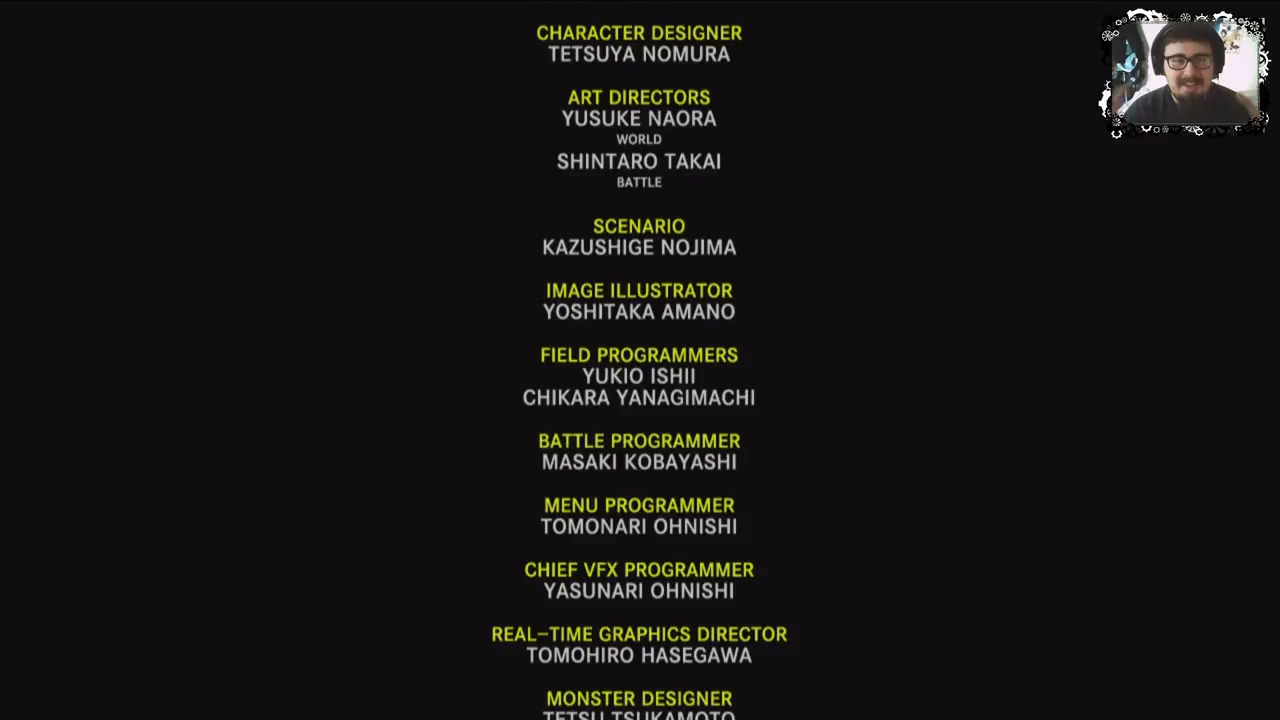 CHARACTER DESIGNER
TETSUYA NOMURA
ART DIRECTORS
YUSUKE NAORA
WORLD
SHINTARO TAKAI
BATTLE
SCENARIO
KAZUSHIGE NOJIMA
IMAGE ILLUSTRATOR
YOSHITAKA AMANO
FIELD PROGRAMMERS
YUKIO ISHII
CHIKARA YANAGIMACHI
BATTLE PROGRAMMER
MASAKI KOBAYASHI
MENU PROGRAMMER
TOMONARI OHNISHI
CHIEF VFX PROGRAMMER
YASUNARI OHNISHI
REAL-TIME GRAPHICS DIRECTOR
TOMOHIRO HASEGAWA
MONSTER DESIGNER
TETSU TSUKAMOTO